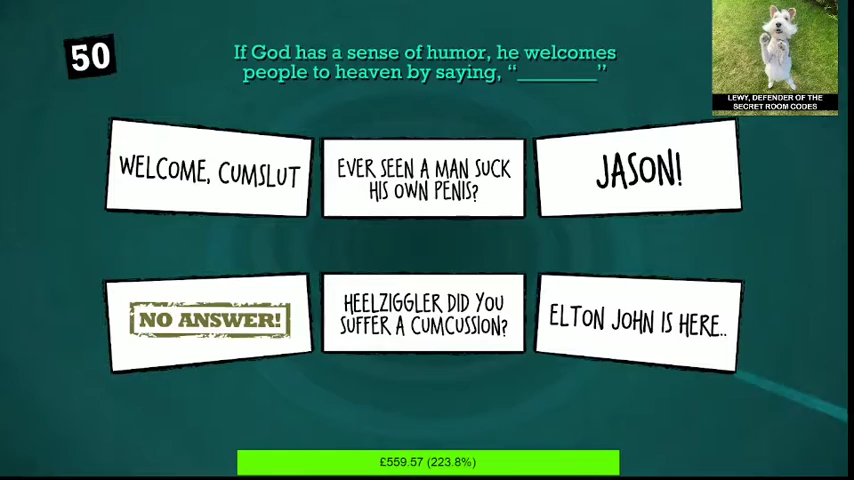 50
If God has a sense of humor, he welcomes
people to heaven by saying, “________”
LEWY, DEFENDER OF THE
SECRET ROOM CODES
WELCOME, CUMSLUT
EVER SEEN A MAN SUCK
HIS OWN PENIS?
JASON!
NO ANSWER!
HEELZIGGLER DID YOU
SUFFER A CUMCUSSION?
ELTON JOHN IS HERE..
£559.57 (223.8%)